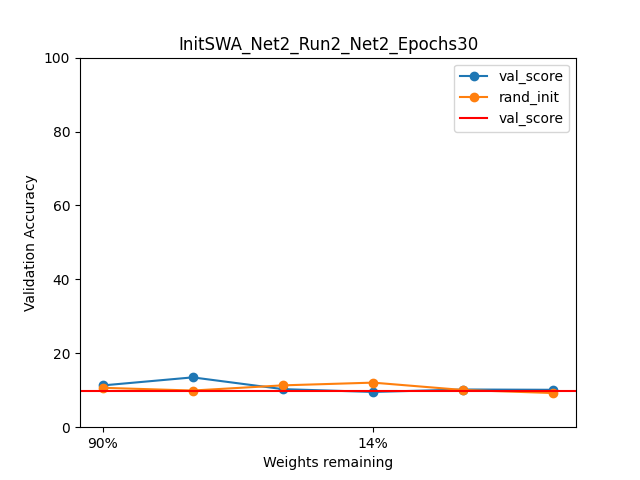 InitSWA_Net2_Run2_Net2_Epochs30
100
80
60
40
20
0
Validation Accuracy
val_score
rand_init
val_score
90%
14%
Weights remaining